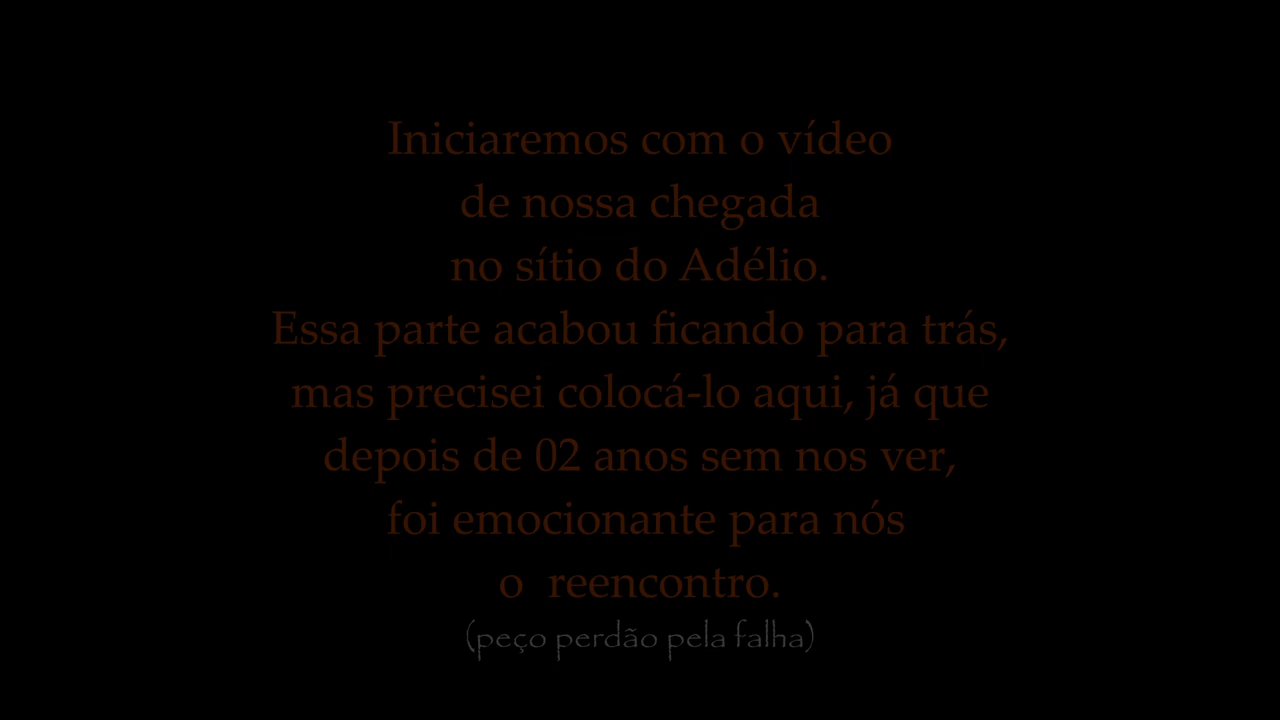 Iniciaremos com o vídeo
de nossa chegada
no sítio do Adélio.
Essa parte acabou ficando para trás,
mas precisei colocá-lo aqui, já que
depois de 02 anos sem nos ver,
foi emocionante para nós
o  reencontro.
(peço perdão pela falha)